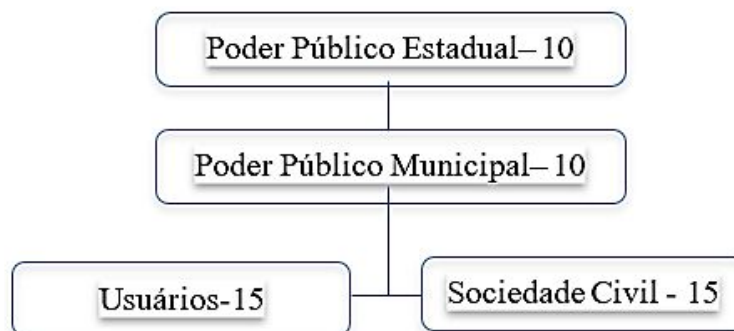 Poder Público Estadual– 10
Poder Público Municipal– 10
Usuários-15
Sociedade Civil - 15